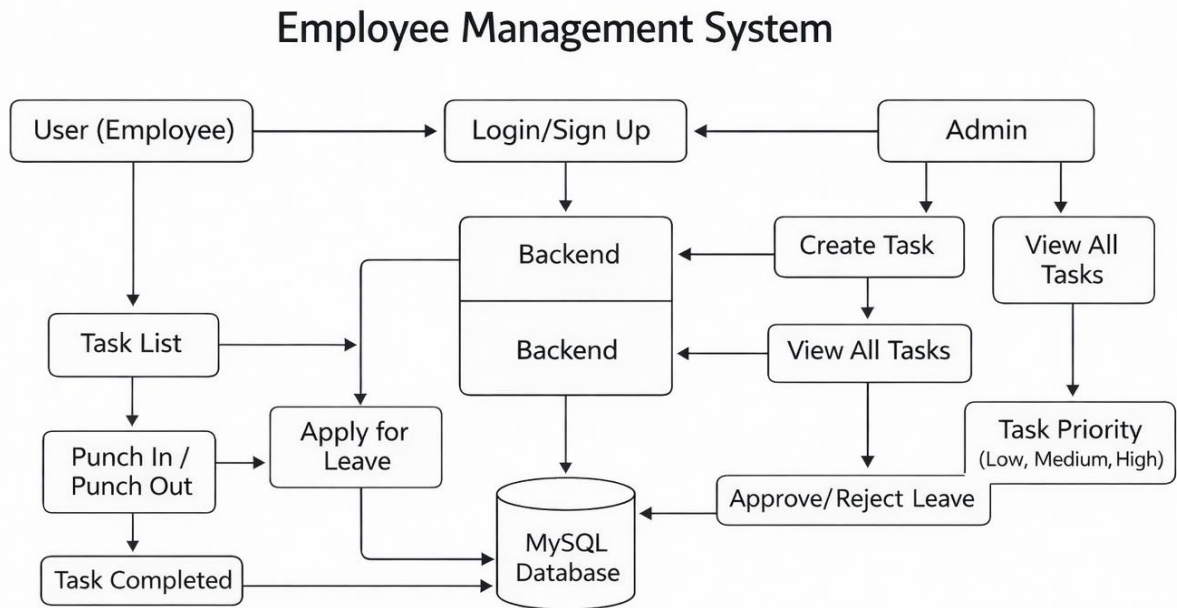 Employee Management System
User (Employee)
Login/Sign Up
Admin
Backend
Create Task
View All
Tasks
Task List
Backend
View All Tasks
Apply for
Leave
Task Priority
(Low, Medium, High)
Punch In /
Punch Out
Approve/Reject Leave
MySQL
Database
Task Completed